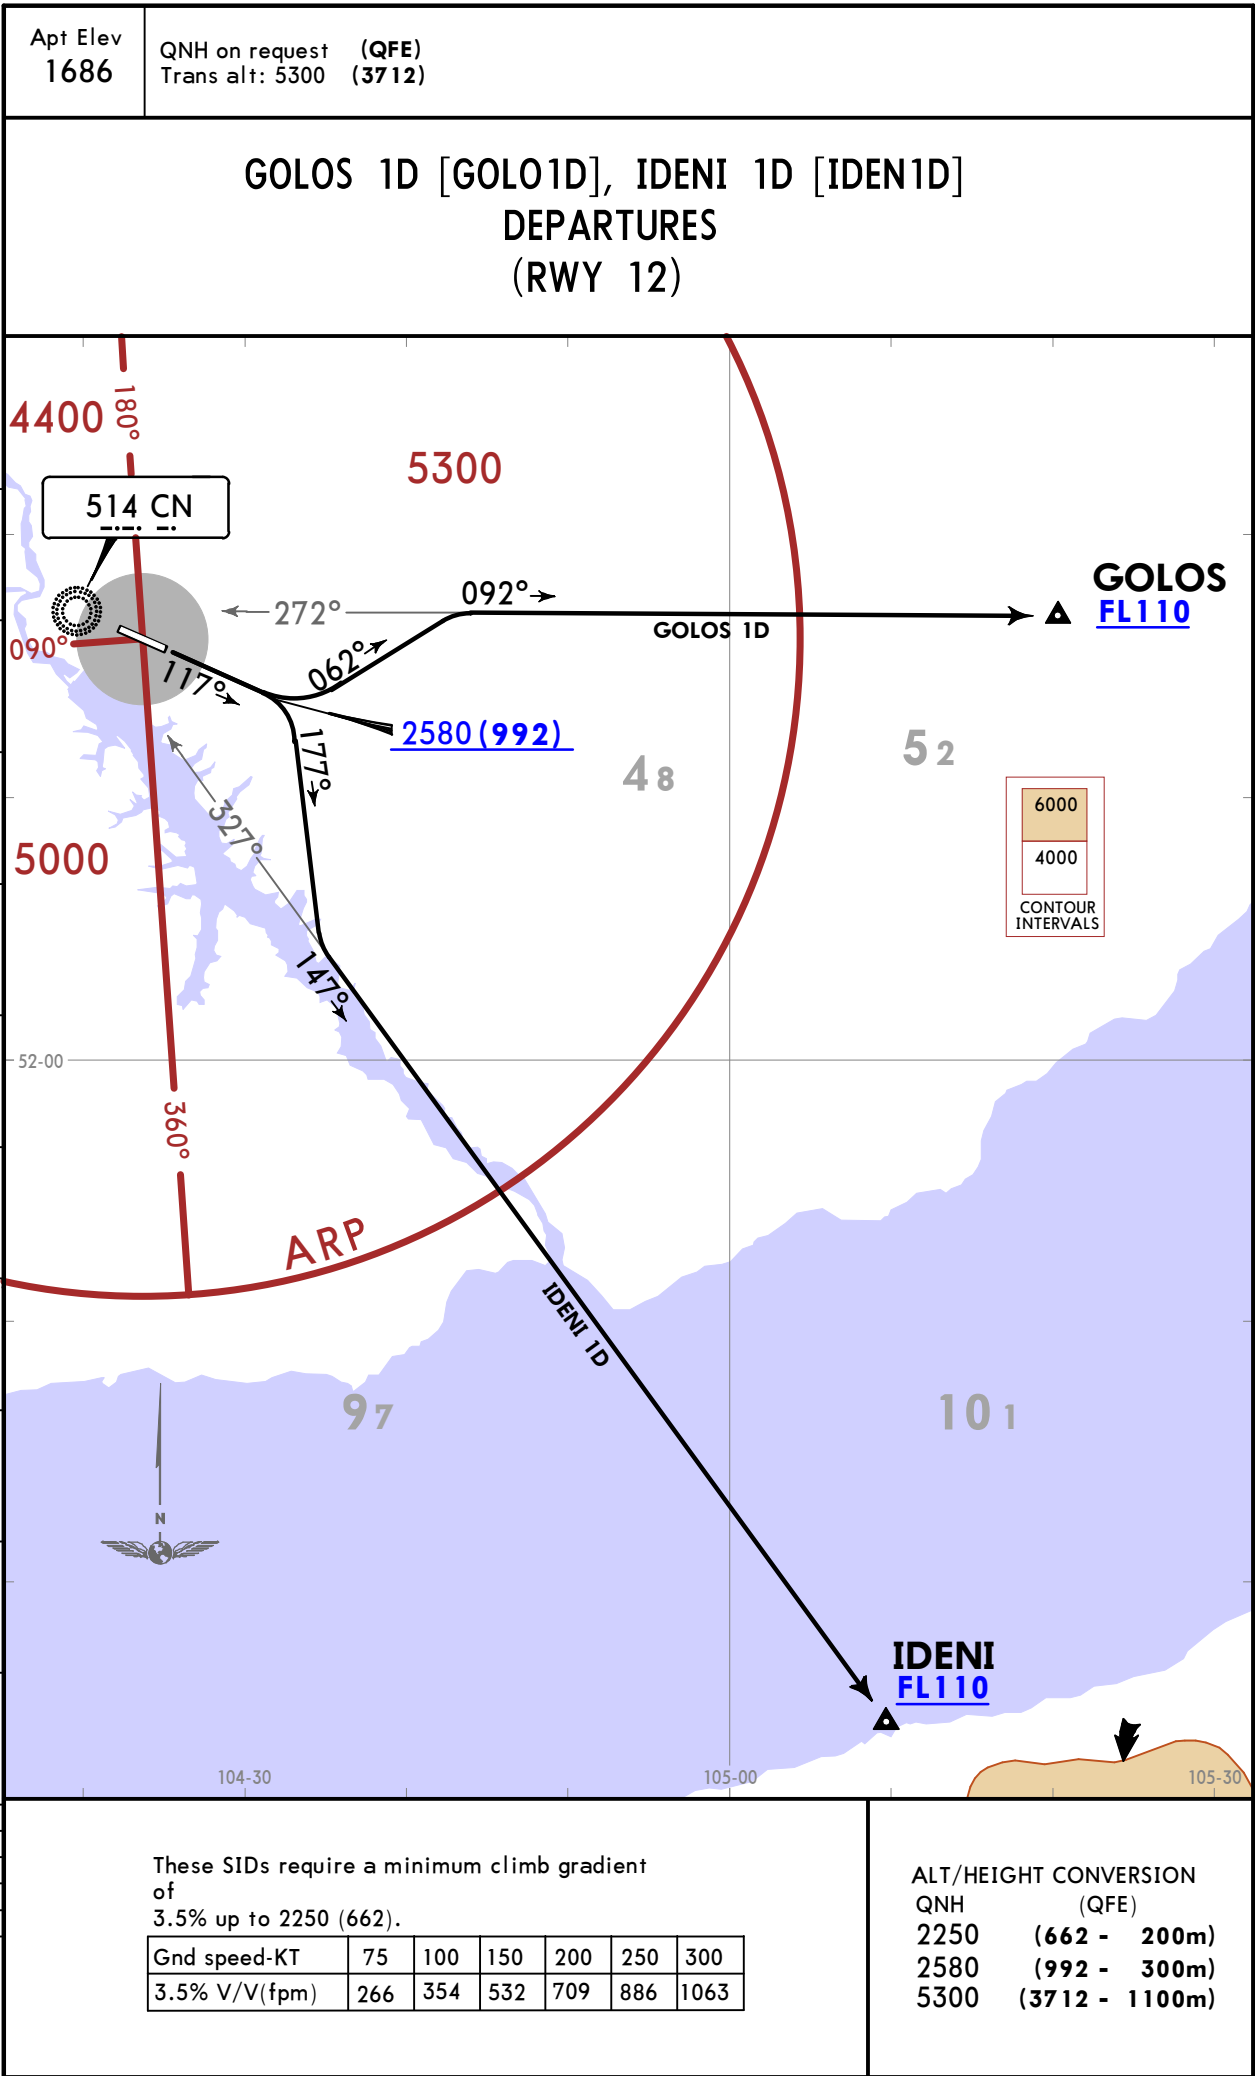 Apt Elev
1686
QNH on request (QFE)
Trans alt: 5300 (3712)
GOLOS 1D [GOLO1D], IDENI 1D [IDEN1D]
DEPARTURES
(RWY 12)
180°
4400
5300
514 CN
090°
272°
092°
GOLOS
FL110
GOLOS 1D
062°
117°
2580 (992)
177°
48
52
327°
6000
4000
CONTOUR
INTERVALS
5000
147°
52-00
360°
ARP
IDENI 1D
97
101
N
IDENI
FL110
104-30
105-00
105-30
These SIDs require a minimum climb gradient
of
3.5% up to 2250 (662).
Gnd speed-KT 75 100 150 200 250 300
3.5% V/V(fpm) 266 354 532 709 886 1063
ALT/HEIGHT CONVERSION
QNH (QFE)
2250 (662 - 200m)
2580 (992 - 300m)
5300 (3712 - 1100m)